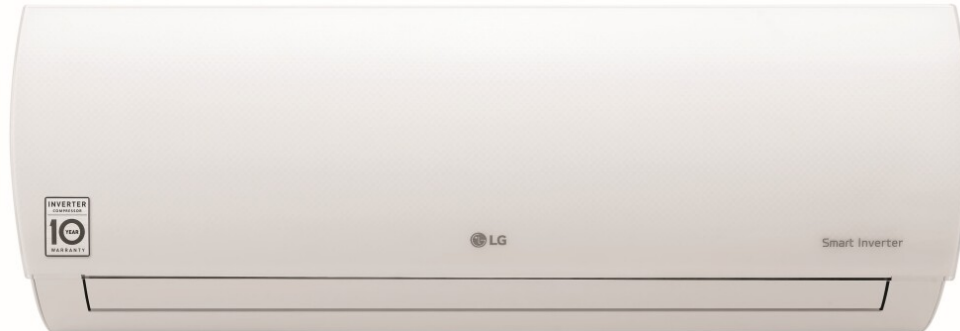 INVERTER
COMPRESSOR
10 YEAR
WARRANTY
LG
Smart Inverter